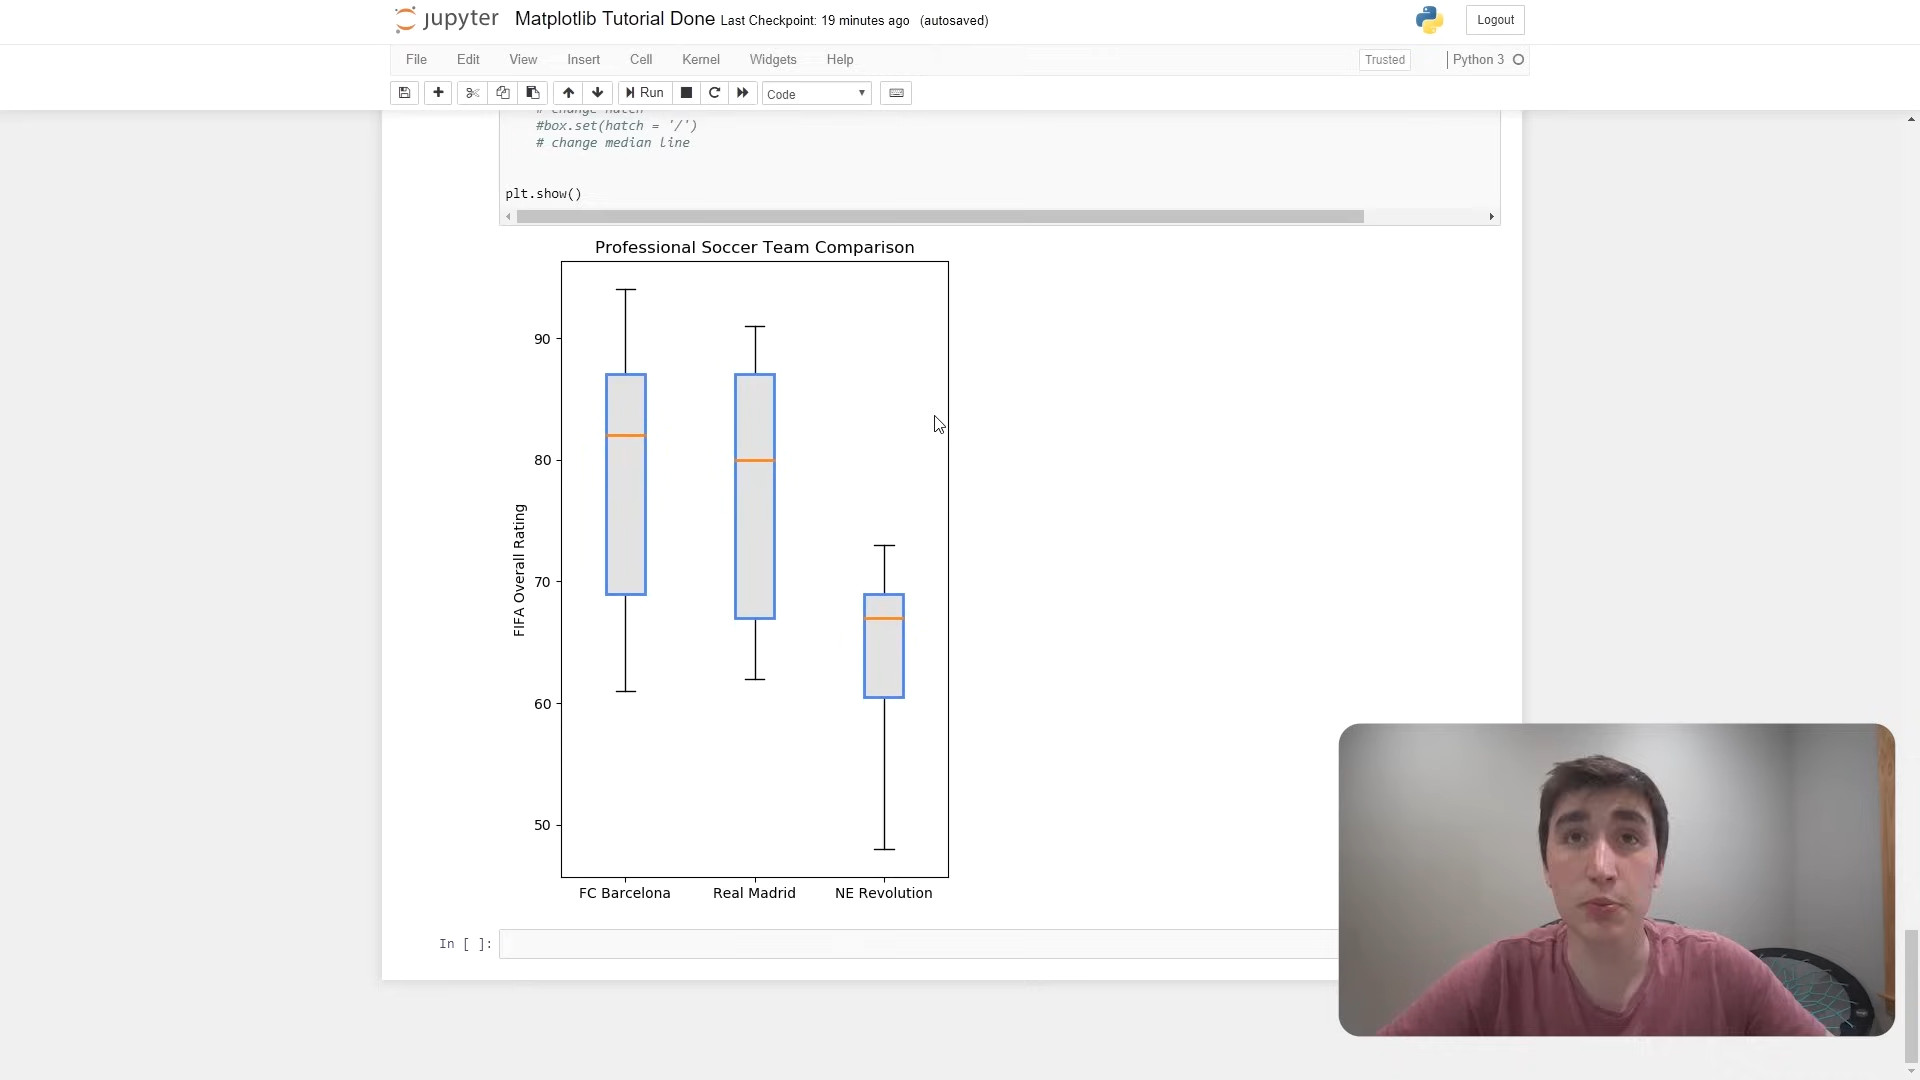 jupyter Matplotlib Tutorial Done Last Checkpoint: 19 minutes ago (autosaved) Logout
File Edit View Insert Cell Kernel Widgets Help Trusted Python 3
Run Code
# change hatch
#box.set(hatch = '/')
# change median line
plt.show()
Professional Soccer Team Comparison
90
80
70
60
50
FIFA Overall Rating
FC Barcelona Real Madrid NE Revolution
In [ ]: